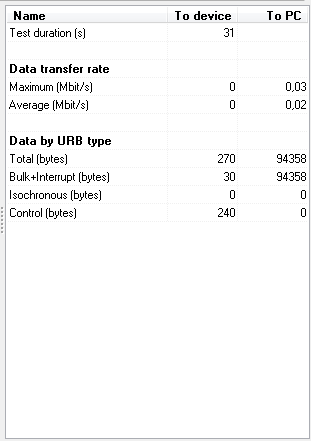 Name To device To PC
Test duration (s) 31
Data transfer rate
Maximum (Mbit/s) 0 0,03
Average (Mbit/s) 0 0,02
Data by URB type
Total (bytes) 270 94358
Bulk+Interrupt (bytes) 30 94358
Isochronous (bytes) 0 0
Control (bytes) 240 0